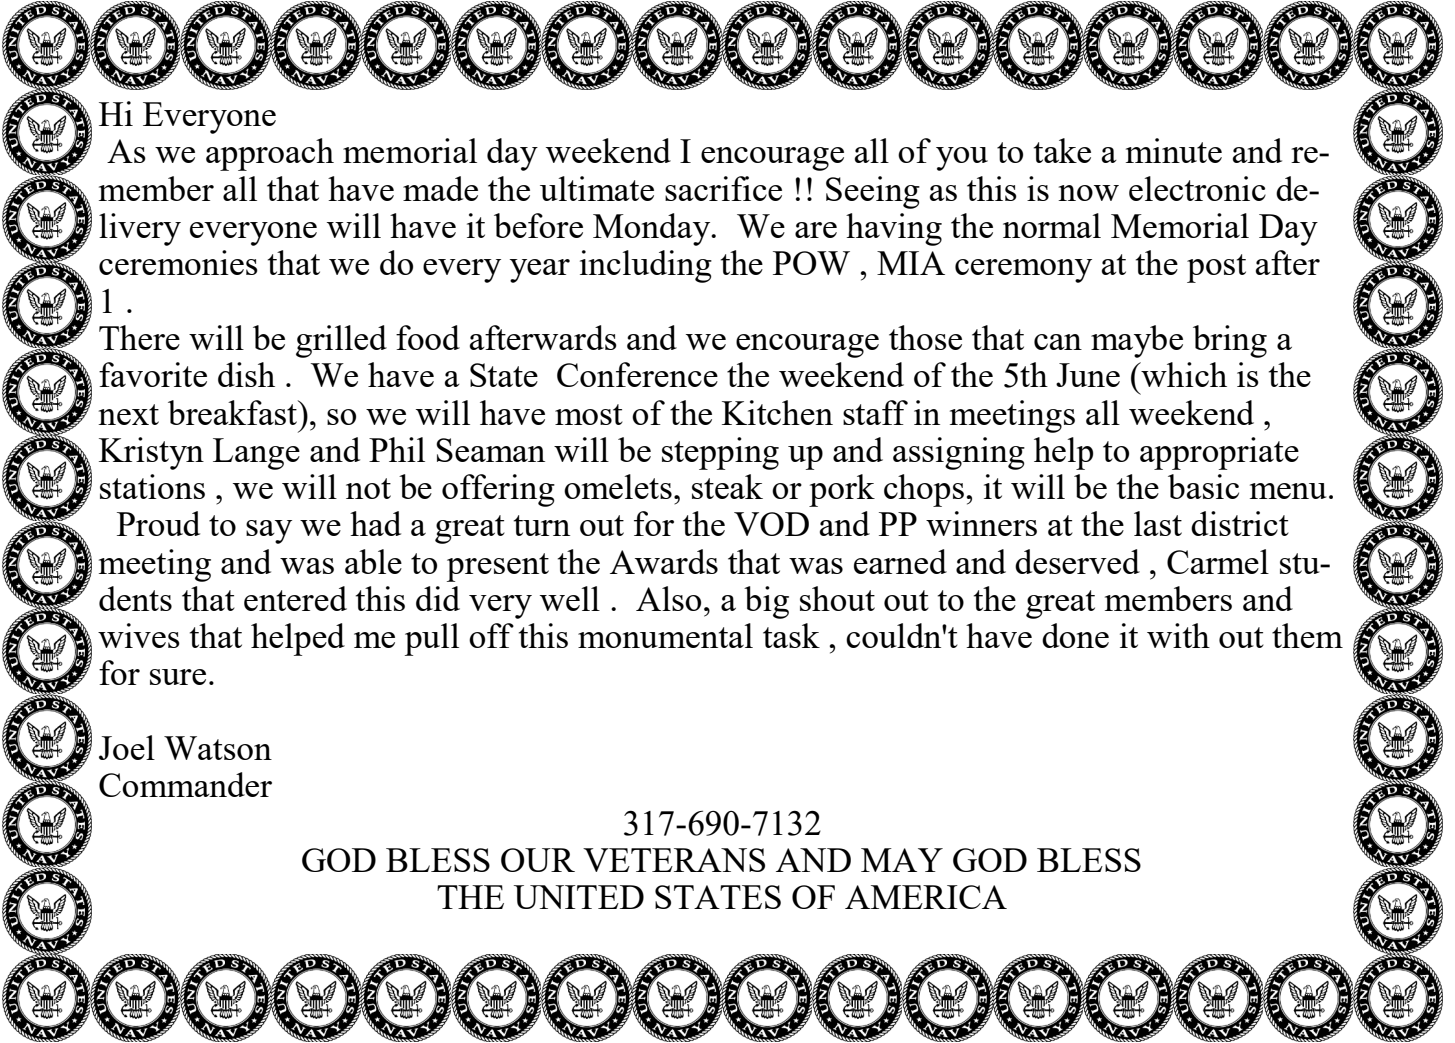 Hi Everyone
As we approach memorial day weekend I encourage all of you to take a minute and re-
member all that have made the ultimate sacrifice !! Seeing as this is now electronic de-
livery everyone will have it before Monday.  We are having the normal Memorial Day
ceremonies that we do every year including the POW , MIA ceremony at the post after
1 .
There will be grilled food afterwards and we encourage those that can maybe bring a
favorite dish .  We have a State  Conference the weekend of the 5th June (which is the
next breakfast), so we will have most of the Kitchen staff in meetings all weekend ,
Kristyn Lange and Phil Seaman will be stepping up and assigning help to appropriate
stations , we will not be offering omelets, steak or pork chops, it will be the basic menu.
Proud to say we had a great turn out for the VOD and PP winners at the last district
meeting and was able to present the Awards that was earned and deserved , Carmel stu-
dents that entered this did very well .  Also, a big shout out to the great members and
wives that helped me pull off this monumental task , couldn't have done it with out them
for sure.
Joel Watson
Commander
317-690-7132
GOD BLESS OUR VETERANS AND MAY GOD BLESS
THE UNITED STATES OF AMERICA
UNITED STATES NAVY